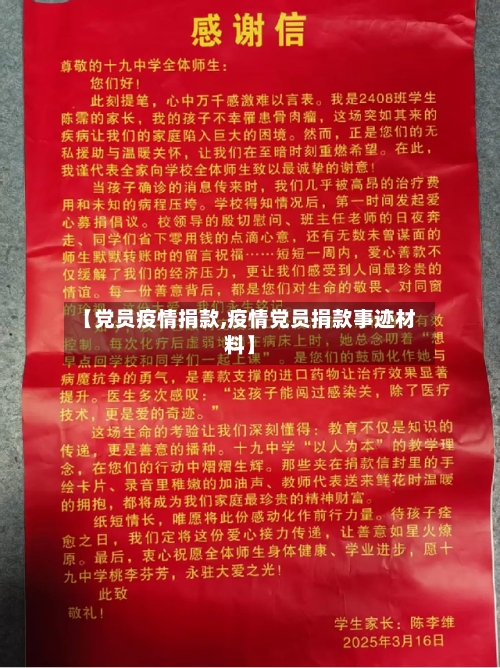 感谢信
尊敬的十九中学全体师生：
您们好！
此刻提笔，心中万千感激难以言表。我是2408班学生
陈霈的家长，我的孩子不幸罹患骨肉瘤，这场突如其来的
疾病让我们的家庭陷入巨大的困境。然而，正是您们的无
私援助与温暖关怀，让我们在至暗时刻重燃希望。在此，
我谨代表全家向学校全体师生致以最诚挚的谢意！
当孩子确诊的消息传来时，我们几乎被高昂的治疗费
用和未知的病程压垮。学校得知情况后，第一时间发起爱
心募捐倡议。校领导的殷切慰问、班主任老师的日夜奔
走、同学们省下零用钱的点滴心意，还有无数未曾谋面的
师生默默转账时的留言祝福……短短一周内，爱心善款不
仅缓解了我们的经济压力，更让我们感受到人间最珍贵的
情谊。每一份善意背后，都是您们对生命的敬畏、对同窗
【党员疫情捐款,疫情党员捐款事迹材
料】
控制。每次化疗后虚弱地
在病床上时，她总念叨着“想
早点回学校和同学们一起上课”。是您们的鼓励化作她与
病魔抗争的勇气，是善款支撑的进口药物让治疗效果显著
提升。医生多次感叹：“这孩子能闯过感染关，除了医疗
技术，更是爱的奇迹。”
这场生命的考验让我们深刻懂得：教育不仅是知识的
传递，更是善意的播种。十九中学“以人为本”的教学理
念，在您们的行动中熠熠生辉。那些夹在捐款信封里的手
绘卡片、录音里稚嫩的加油声、教师代表送来鲜花时温暖
的拥抱，都将成为我们家庭最珍贵的精神财富。
纸短情长，唯愿将此份感动化作前行力量。待孩子痊
愈之日，我们定将这份爱心接力传递，让善意如星火燎
原。最后，衷心祝愿全体师生身体健康、学业进步，愿十
九中学桃李芬芳，永驻大爱之光！
此致
敬礼！
学生家长：陈李维
2025年3月16日